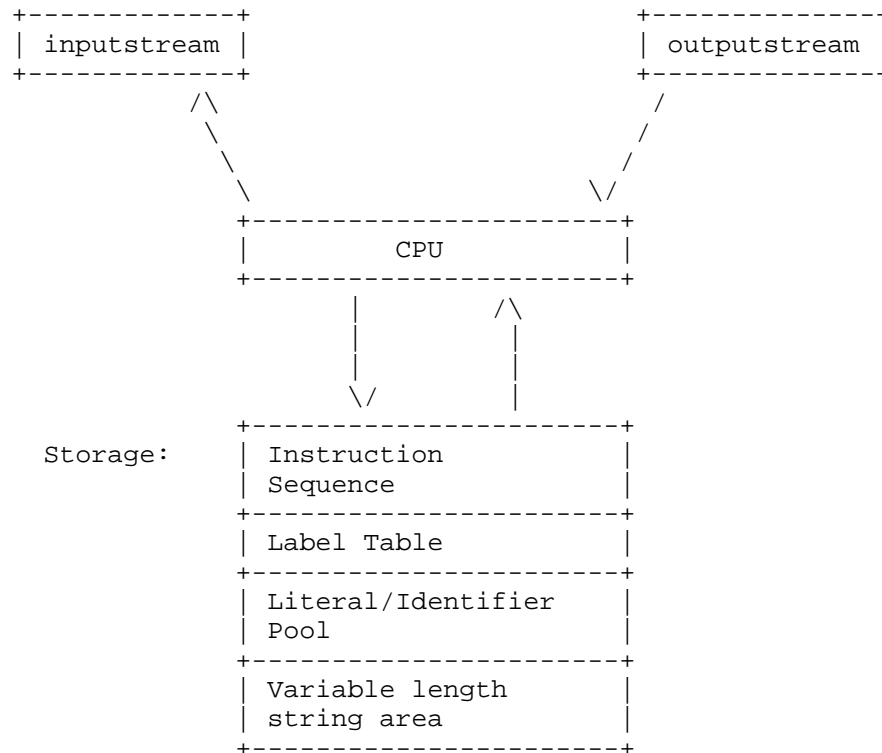 inputstream
outputstream
CPU
Storage:
Instruction
Sequence
Label Table
Literal/Identifier
Pool
Variable length
string area